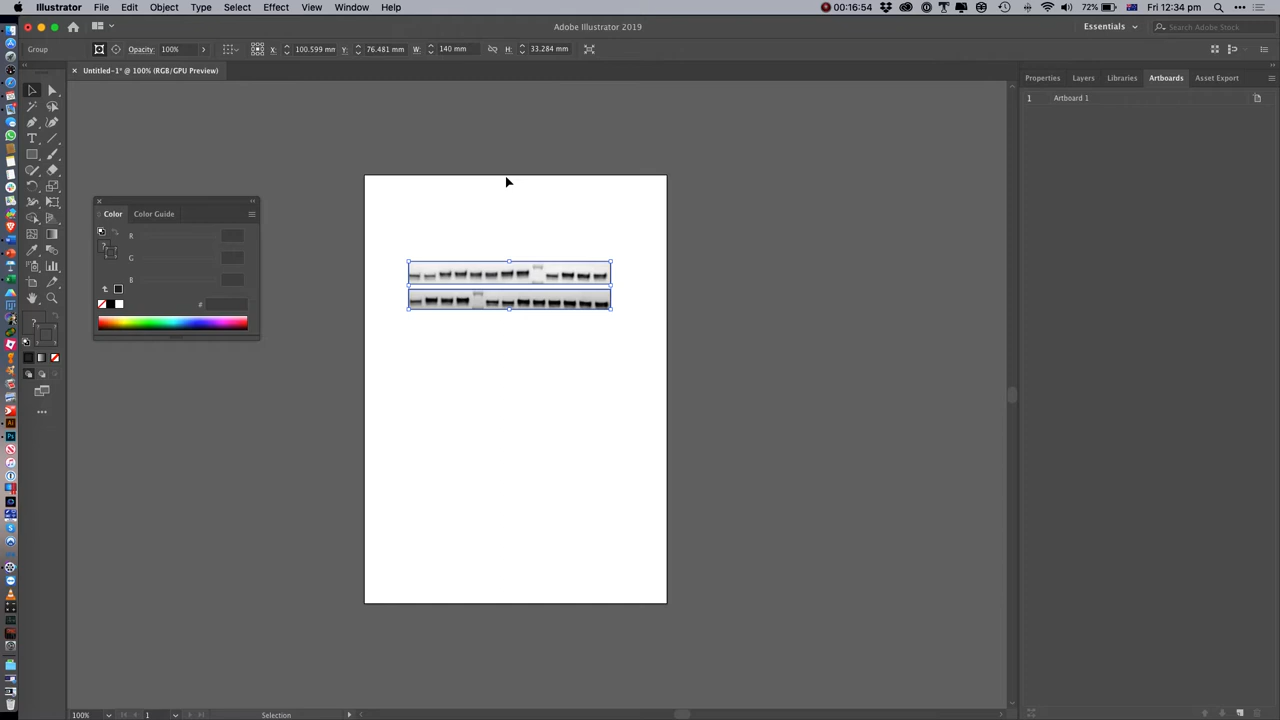 Illustrator File Edit Object Type Select Effect View Window Help 00:16:54 72% Fri 12:34 pm
Adobe Illustrator 2019 Essentials Search Adobe Stock
Group Opacity: 100% X: 100.599 mm Y: 76.481 mm W: 140 mm H: 33.284 mm
Untitled-1* @ 100% (RGB/GPU Preview) Properties Layers Libraries Artboards Asset Export
1 Artboard 1
Color Color Guide
R
G
B
#
100% 1 Selection